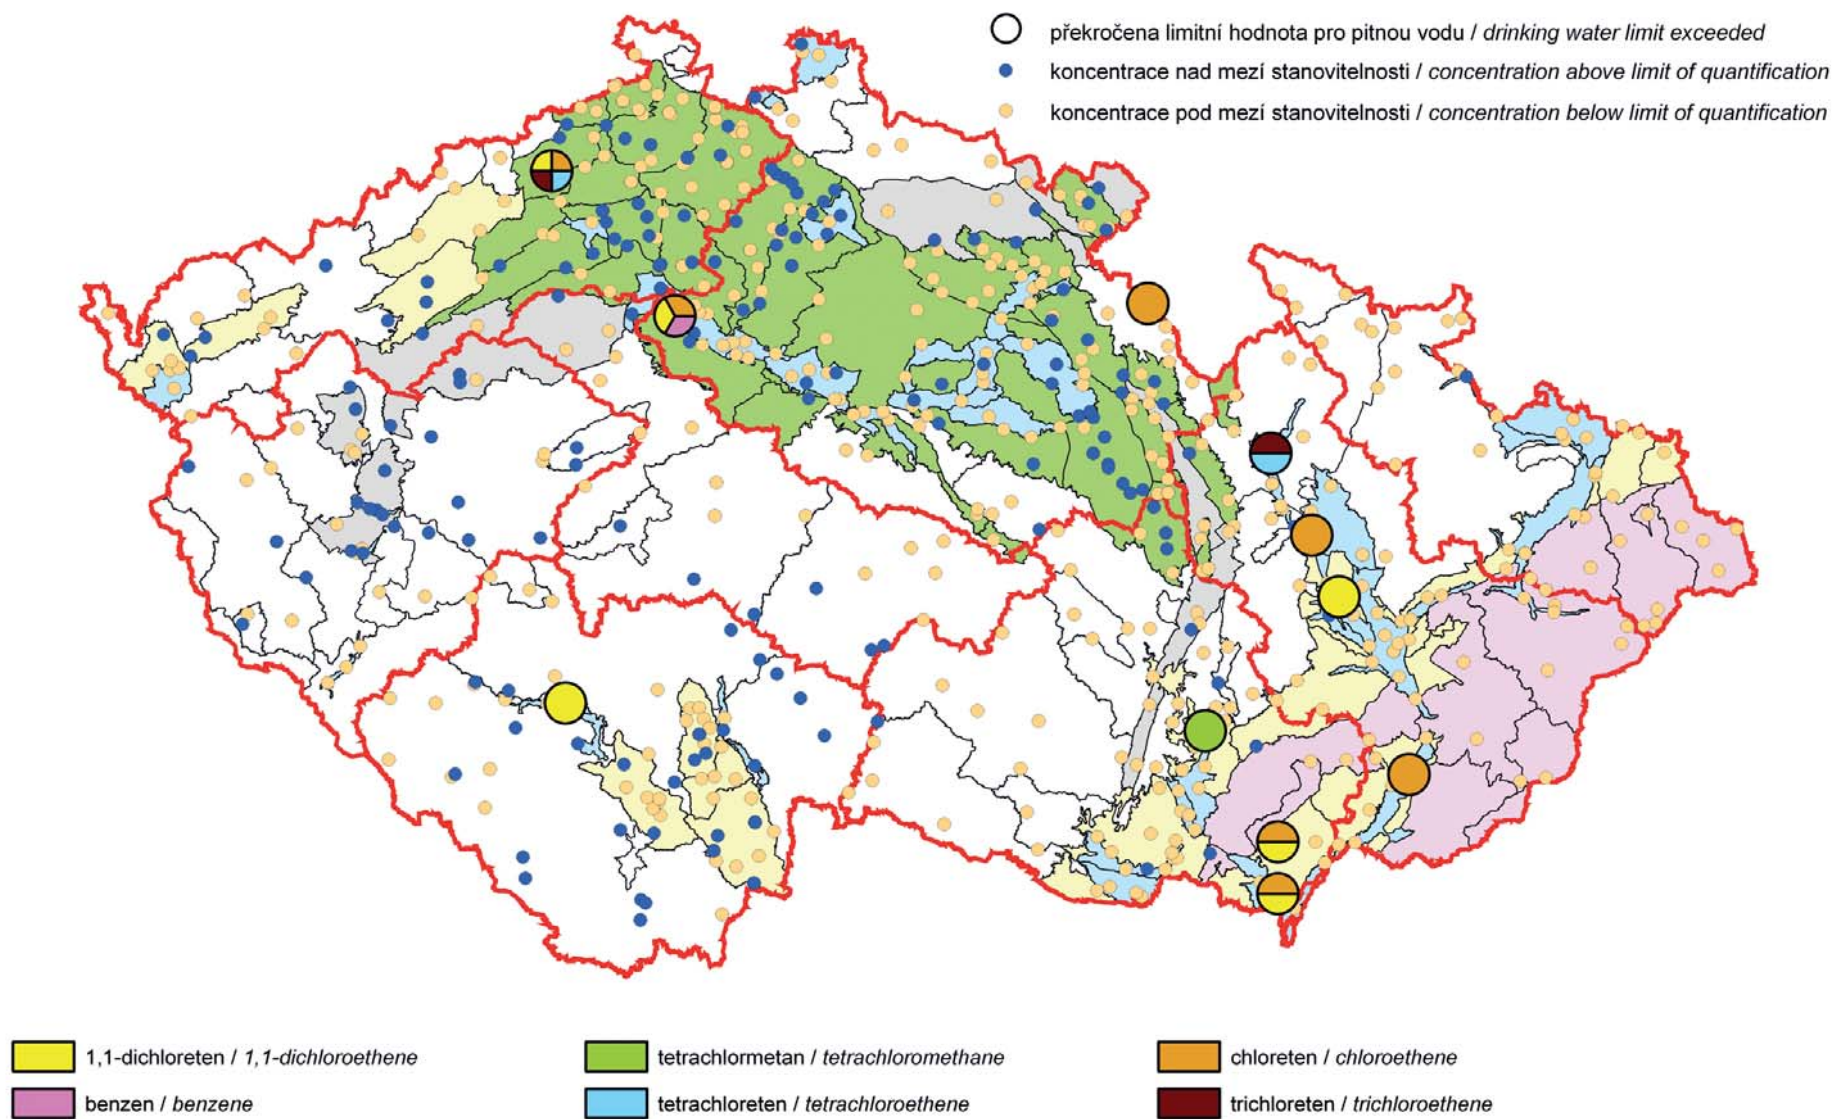 překročena limitní hodnota pro pitnou vodu / drinking water limit exceeded
koncentrace nad mezí stanovitelnosti / concentration above limit of quantification
koncentrace pod mezí stanovitelnosti / concentration below limit of quantification
1,1-dichloreten / 1,1-dichloroethene
tetrachlormetan / tetrachloromethane
chloreten / chloroethene
benzen / benzene
tetrachloreten / tetrachloroethene
trichloreten / trichloroethene